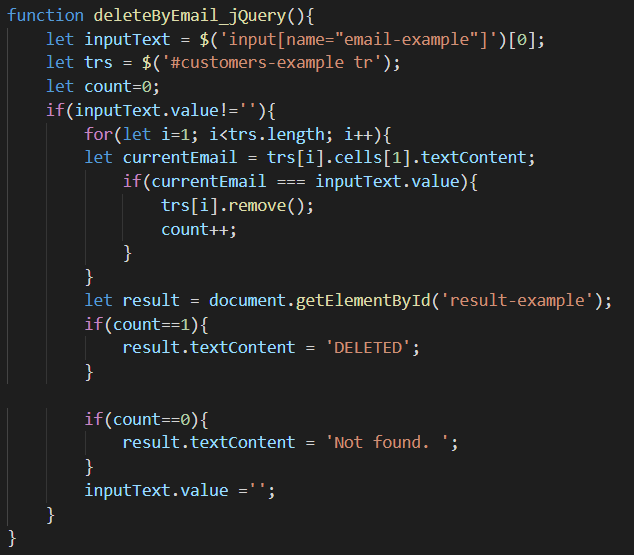 function deleteByEmail_jQuery(){
    let inputText = $('input[name="email-example"]')[0];
    let trs = $('#customers-example tr');
    let count=0;
    if(inputText.value!=''){
        for(let i=1; i<trs.length; i++){
        let currentEmail = trs[i].cells[1].textContent;
            if(currentEmail === inputText.value){
                trs[i].remove();
                count++;
            }
        }
        let result = document.getElementById('result-example');
        if(count==1){
            result.textContent = 'DELETED';
        }

        if(count==0){
            result.textContent = 'Not found. ';
        }
        inputText.value ='';
    }
}